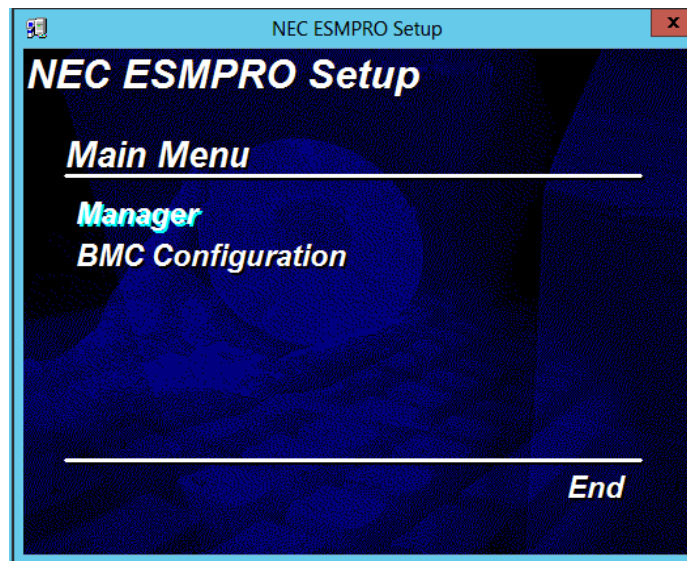 NEC ESMPRO Setup
x
NEC ESMPRO Setup
Main Menu
Manager
BMC Configuration
End